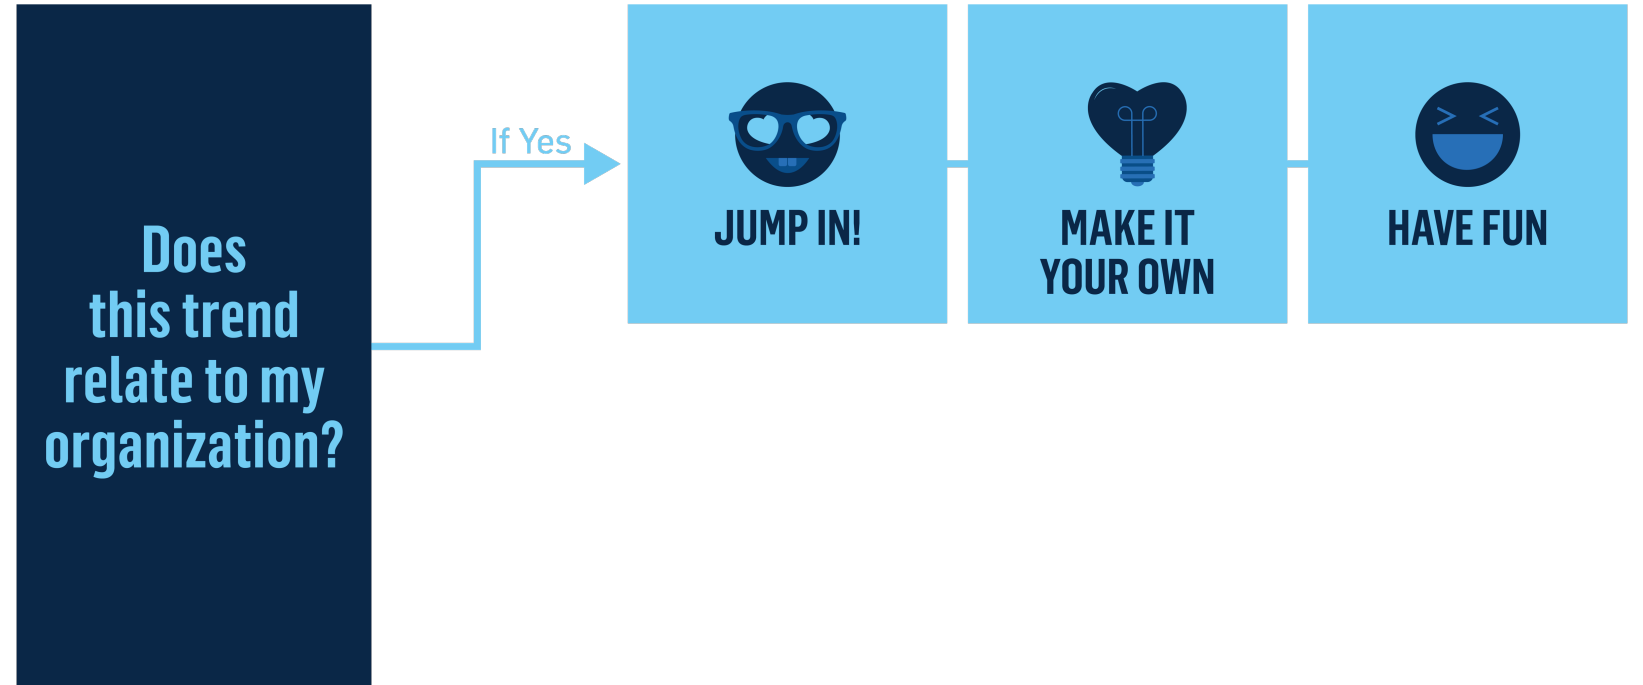 Does
this trend
relate to my
organization?
If Yes
JUMP IN!
MAKE IT
YOUR OWN
HAVE FUN